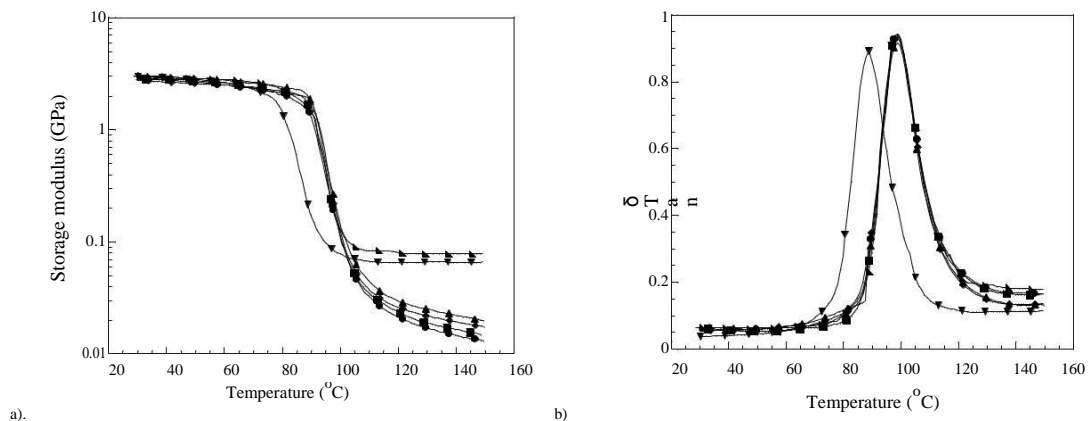 10
1
0.1
0.01
Storage modulus (GPa)
20 40 60 80 100 120 140 160
Temperature (°C)
a).
1
0.8
0.6
0.4
0.2
0
δ
T
a
n
20 40 60 80 100 120 140 160
Temperature (°C)
b)